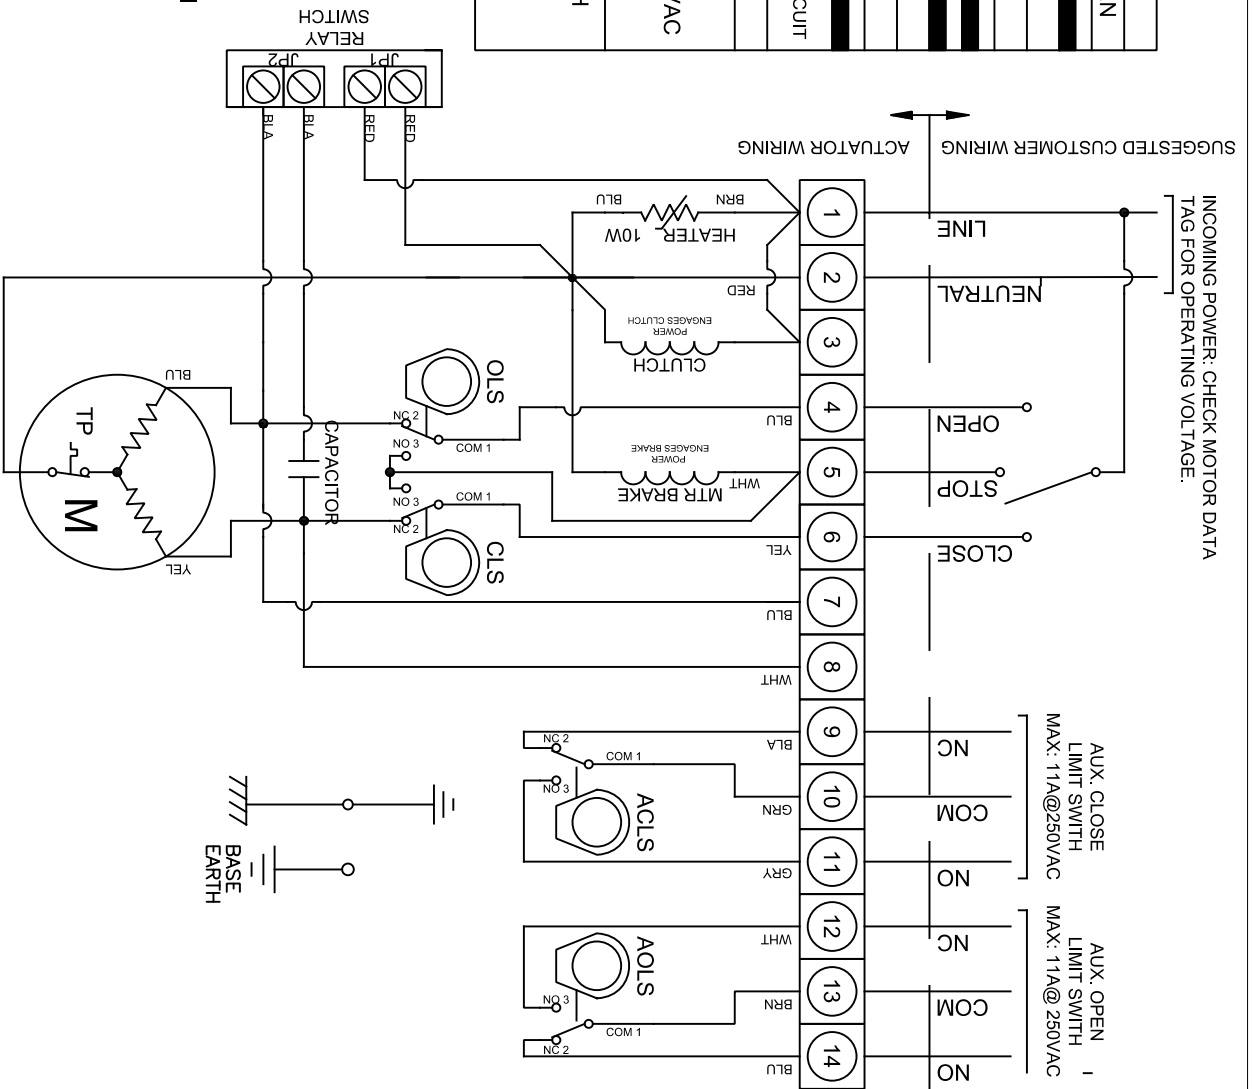 H
VAC
CUIT
N
RELAY
SWITCH
JP2
JP1
BLA
BLA
RED
RED
ACTUATOR WIRING
SUGGESTED CUSTOMER WIRING
INCOMING POWER: CHECK MOTOR DATA
TAG FOR OPERATING VOLTAGE.
BLU
BRN
HEATER
10W
1
LINE
RED
2
NEUTRAL
POWER
ENGAGES CLUTCH
CLUTCH
3
OLS
NC 2
NO 3
COM 1
BLU
4
OPEN
POWER
ENGAGES BRAKE
MTR BRAKE
WHT
5
STOP
CAPACITOR
BLU
TP
M
YEL
NO 3
NC 2
COM 1
CLS
YEL
6
CLOSE
BLU
7
WHT
8
NC 2
NO 3
COM 1
ACLS
BLA
9
NC
GRN
10
COM
GRY
11
NO
AUX. CLOSE
LIMIT SWITH
MAX: 11A@250VAC
BASE
EARTH
AOLS
NO 3
NC 2
COM 1
WHT
12
NC
BRN
13
COM
BLU
14
NO
AUX. OPEN
LIMIT SWITH
MAX: 11A@ 250VAC